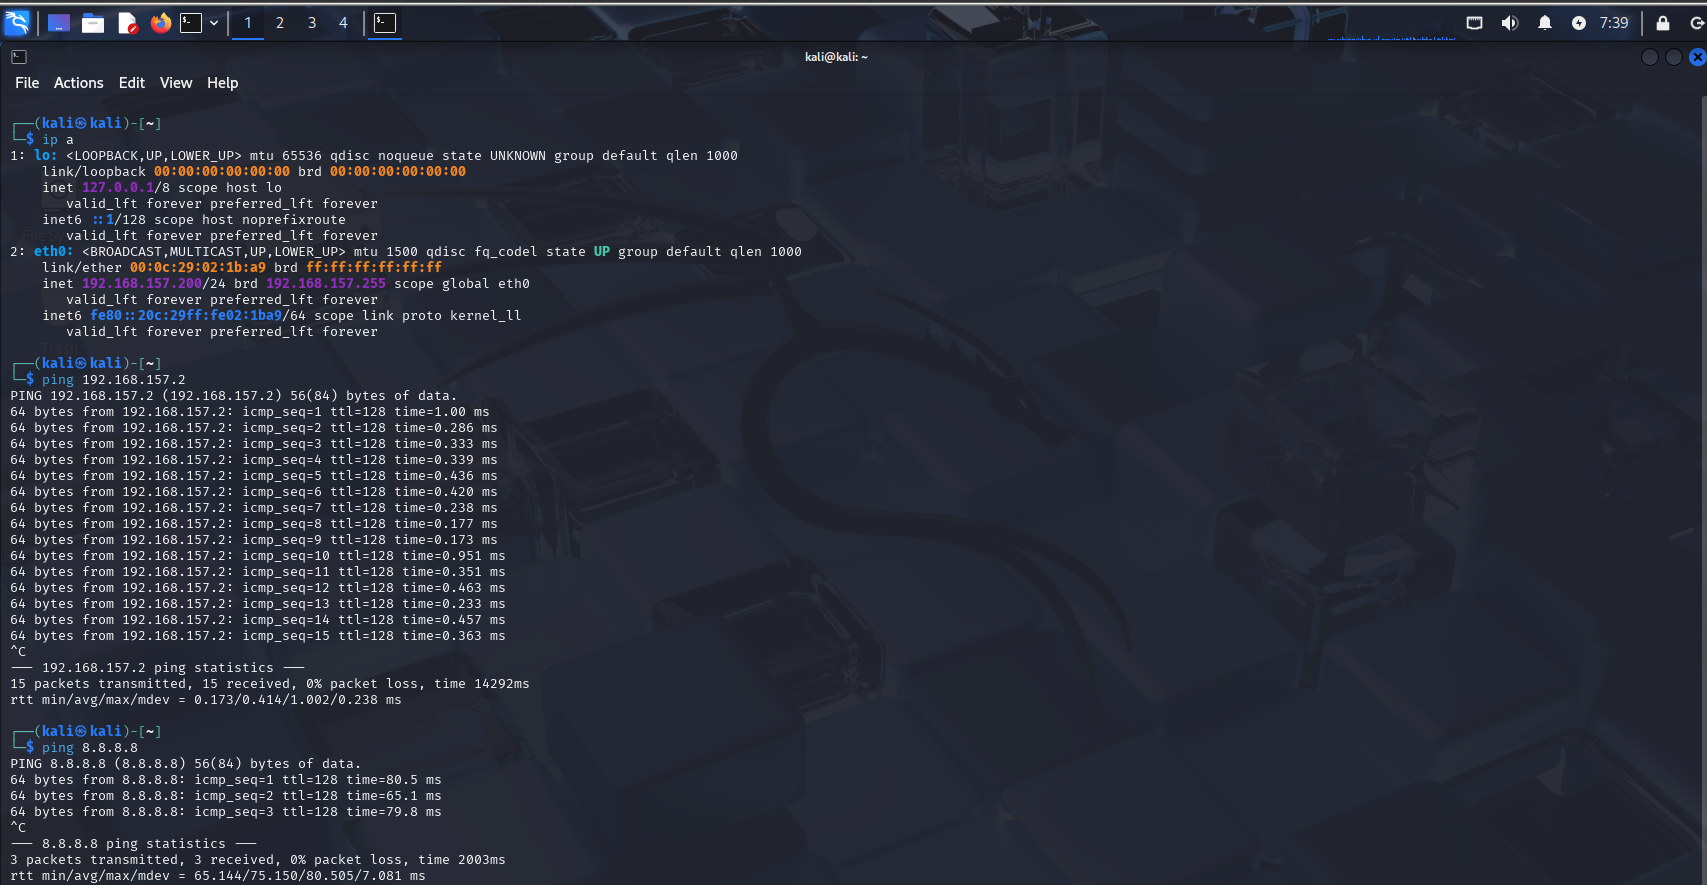 1 2 3 4
7:39
kali@kali: ~
File Actions Edit View Help
┌──(kali㉿kali)-[~]
└─$ ip a
1: lo: <LOOPBACK,UP,LOWER_UP> mtu 65536 qdisc noqueue state UNKNOWN group default qlen 1000
link/loopback 00:00:00:00:00:00 brd 00:00:00:00:00:00
inet 127.0.0.1/8 scope host lo
valid_lft forever preferred_lft forever
inet6 ::1/128 scope host noprefixroute
valid_lft forever preferred_lft forever
2: eth0: <BROADCAST,MULTICAST,UP,LOWER_UP> mtu 1500 qdisc fq_codel state UP group default qlen 1000
link/ether 00:0c:29:02:1b:a9 brd ff:ff:ff:ff:ff:ff
inet 192.168.157.200/24 brd 192.168.157.255 scope global eth0
valid_lft forever preferred_lft forever
inet6 fe80::20c:29ff:fe02:1ba9/64 scope link proto kernel_ll
valid_lft forever preferred_lft forever
Trash
┌──(kali㉿kali)-[~]
└─$ ping 192.168.157.2
PING 192.168.157.2 (192.168.157.2) 56(84) bytes of data.
64 bytes from 192.168.157.2: icmp_seq=1 ttl=128 time=1.00 ms
64 bytes from 192.168.157.2: icmp_seq=2 ttl=128 time=0.286 ms
64 bytes from 192.168.157.2: icmp_seq=3 ttl=128 time=0.333 ms
64 bytes from 192.168.157.2: icmp_seq=4 ttl=128 time=0.339 ms
64 bytes from 192.168.157.2: icmp_seq=5 ttl=128 time=0.436 ms
64 bytes from 192.168.157.2: icmp_seq=6 ttl=128 time=0.420 ms
64 bytes from 192.168.157.2: icmp_seq=7 ttl=128 time=0.238 ms
64 bytes from 192.168.157.2: icmp_seq=8 ttl=128 time=0.177 ms
64 bytes from 192.168.157.2: icmp_seq=9 ttl=128 time=0.173 ms
64 bytes from 192.168.157.2: icmp_seq=10 ttl=128 time=0.951 ms
64 bytes from 192.168.157.2: icmp_seq=11 ttl=128 time=0.351 ms
64 bytes from 192.168.157.2: icmp_seq=12 ttl=128 time=0.463 ms
64 bytes from 192.168.157.2: icmp_seq=13 ttl=128 time=0.233 ms
64 bytes from 192.168.157.2: icmp_seq=14 ttl=128 time=0.457 ms
64 bytes from 192.168.157.2: icmp_seq=15 ttl=128 time=0.363 ms
^C
--- 192.168.157.2 ping statistics ---
15 packets transmitted, 15 received, 0% packet loss, time 14292ms
rtt min/avg/max/mdev = 0.173/0.414/1.002/0.238 ms
┌──(kali㉿kali)-[~]
└─$ ping 8.8.8.8
PING 8.8.8.8 (8.8.8.8) 56(84) bytes of data.
64 bytes from 8.8.8.8: icmp_seq=1 ttl=128 time=80.5 ms
64 bytes from 8.8.8.8: icmp_seq=2 ttl=128 time=65.1 ms
64 bytes from 8.8.8.8: icmp_seq=3 ttl=128 time=79.8 ms
^C
--- 8.8.8.8 ping statistics ---
3 packets transmitted, 3 received, 0% packet loss, time 2003ms
rtt min/avg/max/mdev = 65.144/75.150/80.505/7.081 ms